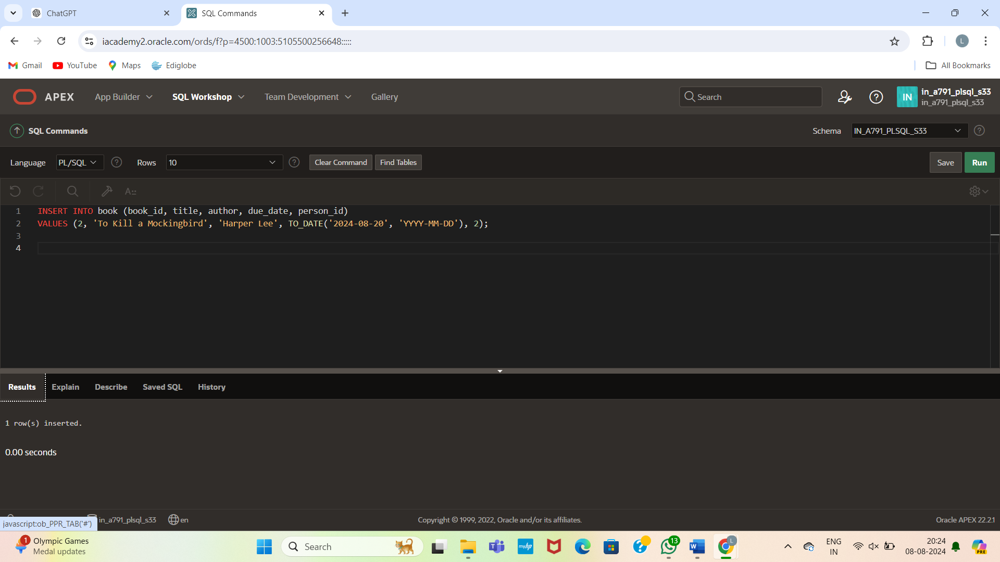 ChatGPT
SQL Commands
iacademy2.oracle.com/ords/f?p=4500:1003:5105500256648:::::
L
Gmail
YouTube
Maps
Ediglobe
All Bookmarks
APEX
App Builder
SQL Workshop
Team Development
Gallery
Search
IN
in_a791_plsql_s33
in_a791_plsql_s33
SQL Commands
Schema
IN_A791_PLSQL_S33
Language
PL/SQL
Rows
10
Clear Command
Find Tables
Save
Run
1 INSERT INTO book (book_id, title, author, due_date, person_id)
2 VALUES (2, 'To Kill a Mockingbird', 'Harper Lee', TO_DATE('2024-08-20', 'YYYY-MM-DD'), 2);
3
4
Results
Explain
Describe
Saved SQL
History
1 row(s) inserted.
0.00 seconds
in_a791_plsql_s33
en
Copyright © 1999, 2022, Oracle and/or its affiliates.
Oracle APEX 22.2.1
javascript:ob_PPR_TAB('#')
1
Olympic Games
Medal updates
Search
myhp
13
L
ENG
IN
20:24
08-08-2024
PRE